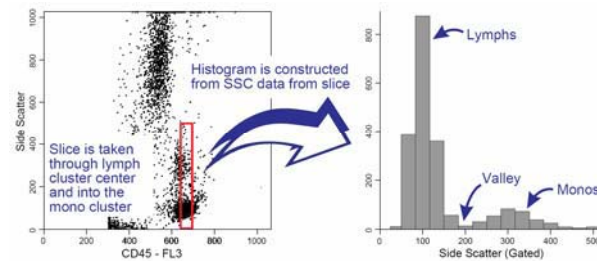 1000
800
600
400
200
0
Side Scatter
0 200 400 600 800 1000
CD45 - FL3
Slice is taken
through lymph
cluster center
and into the
mono cluster
Histogram is constructed
from SSC data from slice
800
600
400
200
0
Lymphs
Valley
Monos
100 200 300 400 500
Side Scatter (Gated)